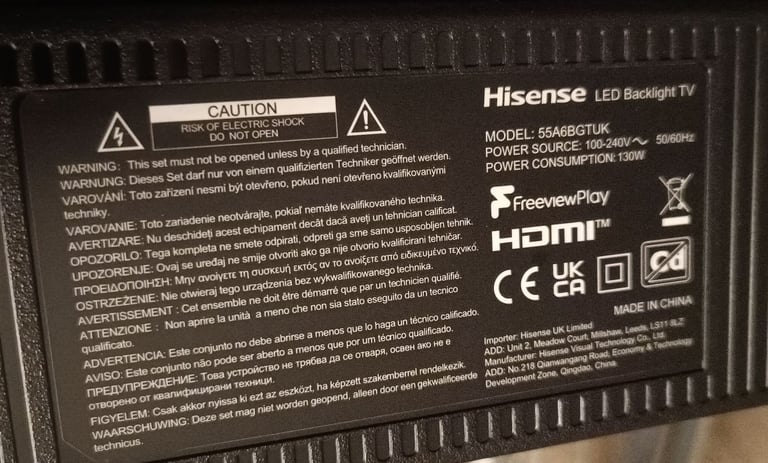 CAUTION
RISK OF ELECTRIC SHOCK
DO NOT OPEN
WARNING: This set must not be opened unless by a qualified technician.
WARNUNG: Dieses Set darf nur von einem qualifizierten Techniker geöffnet werden.
VAROVÁNÍ: Toto zařízení nesmí být otevřeno, pokud není otevřeno kvalifikovanými
techniky.
VAROVANIE: Toto zariadenie neotvárajte, pokiaľ nemáte kvalifikovaného technika.
AVERTIZARE: Nu deschideți acest echipament decât dacă aveți un tehnician calificat.
OPOZORILO: Tega kompleta ne smete odpirati, odpreti ga sme samo usposobljen tehnik.
UPOZORENJE: Ovaj se uređaj ne smije otvoriti ako ga nije otvorio kvalificirani tehničar.
ΠΡΟΕΙΔΟΠΟΙΗΣΗ: Μην ανοίγετε τη συσκευή εκτός αν το ανοίξετε από ειδικευμένο τεχνικό.
OSTRZEŻENIE: Nie otwieraj tego urządzenia bez wykwalifikowanego technika.
AVERTISSEMENT : Cet ensemble ne doit être démarré que par un technicien qualifié.
ATTENZIONE : Non aprire la unità a meno che non sia stato eseguito da un tecnico
qualificato.
ADVERTENCIA: Este conjunto no debe abrirse a menos que lo haga un técnico calificado.
AVISO: Este conjunto não pode ser aberto a menos que por um técnico qualificado.
ПРЕДУПРЕЖДЕНИЕ: Това устройство не трябва да се отваря, освен ако не е
отворено от квалифицирани техници.
FIGYELEM: Csak akkor nyissa ki ezt az eszközt, ha képzett szakemberrel rendelkezik.
WAARSCHUWING: Deze set mag niet worden geopend, alleen door een gekwalificeerde
technicus.
Hisense LED Backlight TV
MODEL: 55A6BGTUK
POWER SOURCE: 100-240V～ 50/60Hz
POWER CONSUMPTION: 130W
FreeviewPlay
HDMI™
CE UK
CA Cd
MADE IN CHINA
Importer: Hisense UK Limited
ADD: Unit 2, Meadow Court, Millshaw, Leeds, LS11 8LZ
Manufacturer: Hisense Visual Technology Co., Ltd.
ADD: No.218 Qianwangang Road, Economy & Technology
Development Zone, Qingdao, China